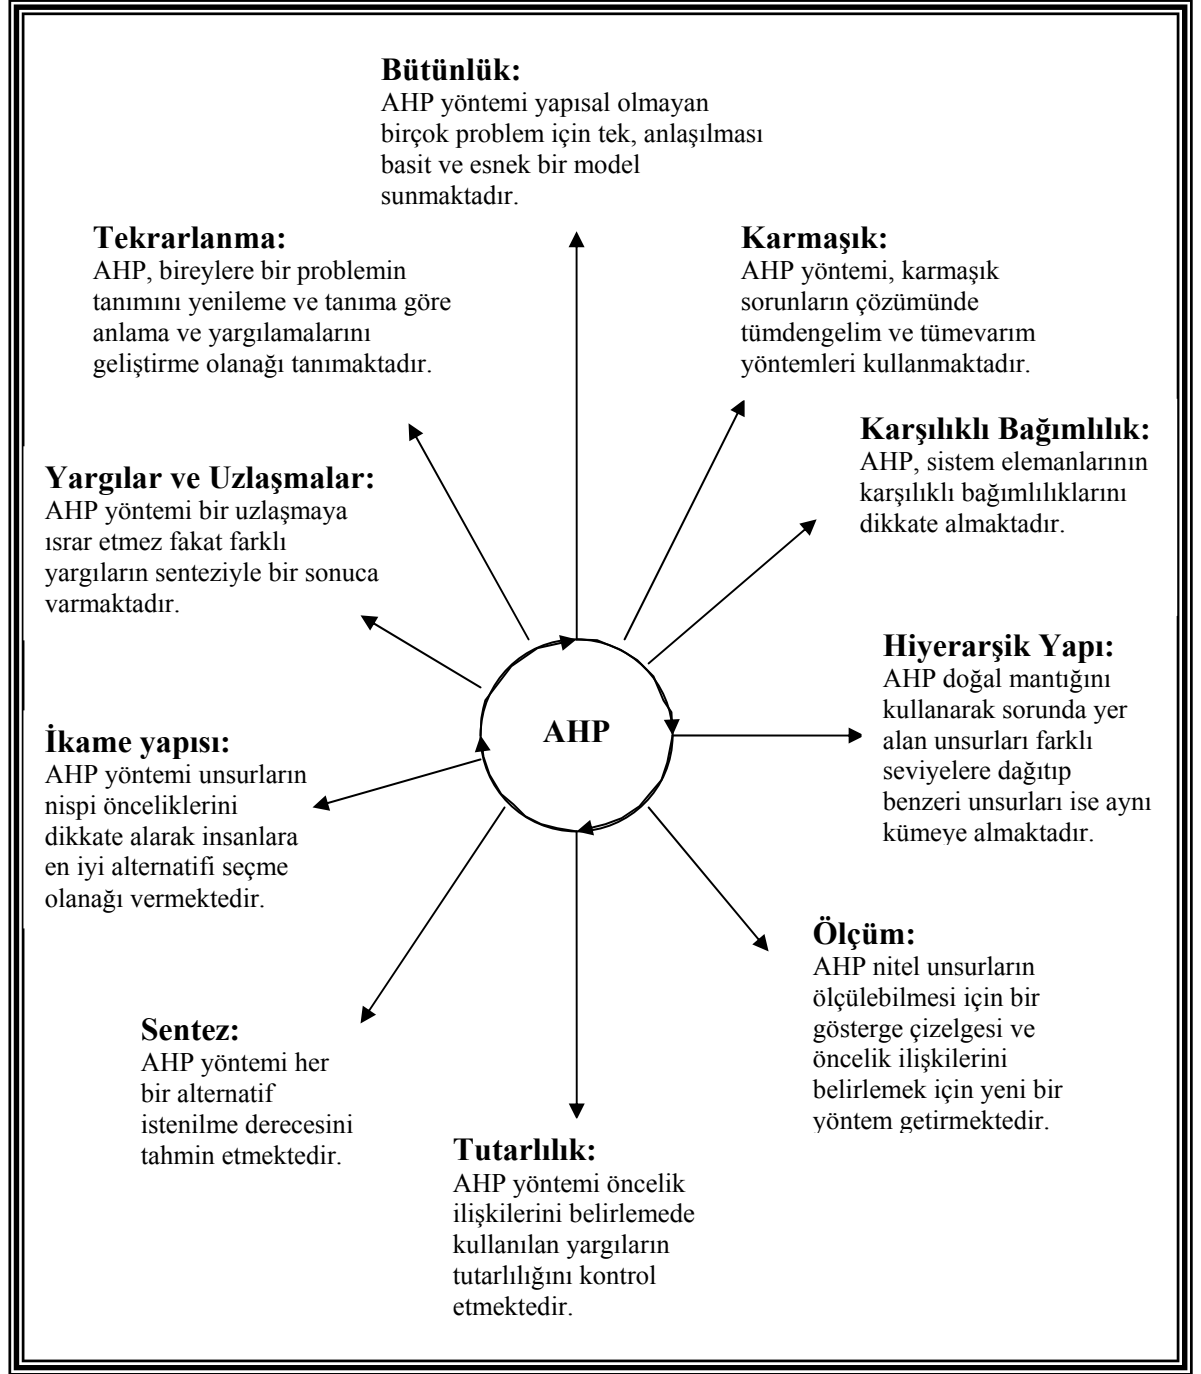 Bütünlük:
AHP yöntemi yapısal olmayan
birçok problem için tek, anlaşılması
basit ve esnek bir model
sunmaktadır.
Tekrarlanma:
AHP, bireylere bir problemin
tanımını yenileme ve tanıma göre
anlama ve yargılamalarını
geliştirme olanağı tanımaktadır.
Karmaşık:
AHP yöntemi, karmaşık
sorunların çözümünde
tümdengelim ve tümevarım
yöntemleri kullanmaktadır.
Karşılıklı Bağımlılık:
AHP, sistem elemanlarının
karşılıklı bağımlılıklarını
dikkate almaktadır.
Yargılar ve Uzlaşmalar:
AHP yöntemi bir uzlaşmaya
ısrar etmez fakat farklı
yargıların senteziyle bir sonuca
varmaktadır.
Hiyerarşik Yapı:
AHP doğal mantığını
kullanarak sorunda yer
alan unsurları farklı
seviyelere dağıtıp
benzeri unsurları ise aynı
kümeye almaktadır.
AHP
İkame yapısı:
AHP yöntemi unsurların
nispi önceliklerini
dikkate alarak insanlara
en iyi alternatifi seçme
olanağı vermektedir.
Ölçüm:
AHP nitel unsurların
ölçülebilmesi için bir
gösterge çizelgesi ve
öncelik ilişkilerini
belirlemek için yeni bir
yöntem getirmektedir.
Sentez:
AHP yöntemi her
bir alternatif
istenilme derecesini
tahmin etmektedir.
Tutarlılık:
AHP yöntemi öncelik
ilişkilerini belirlemede
kullanılan yargıların
tutarlılığını kontrol
etmektedir.